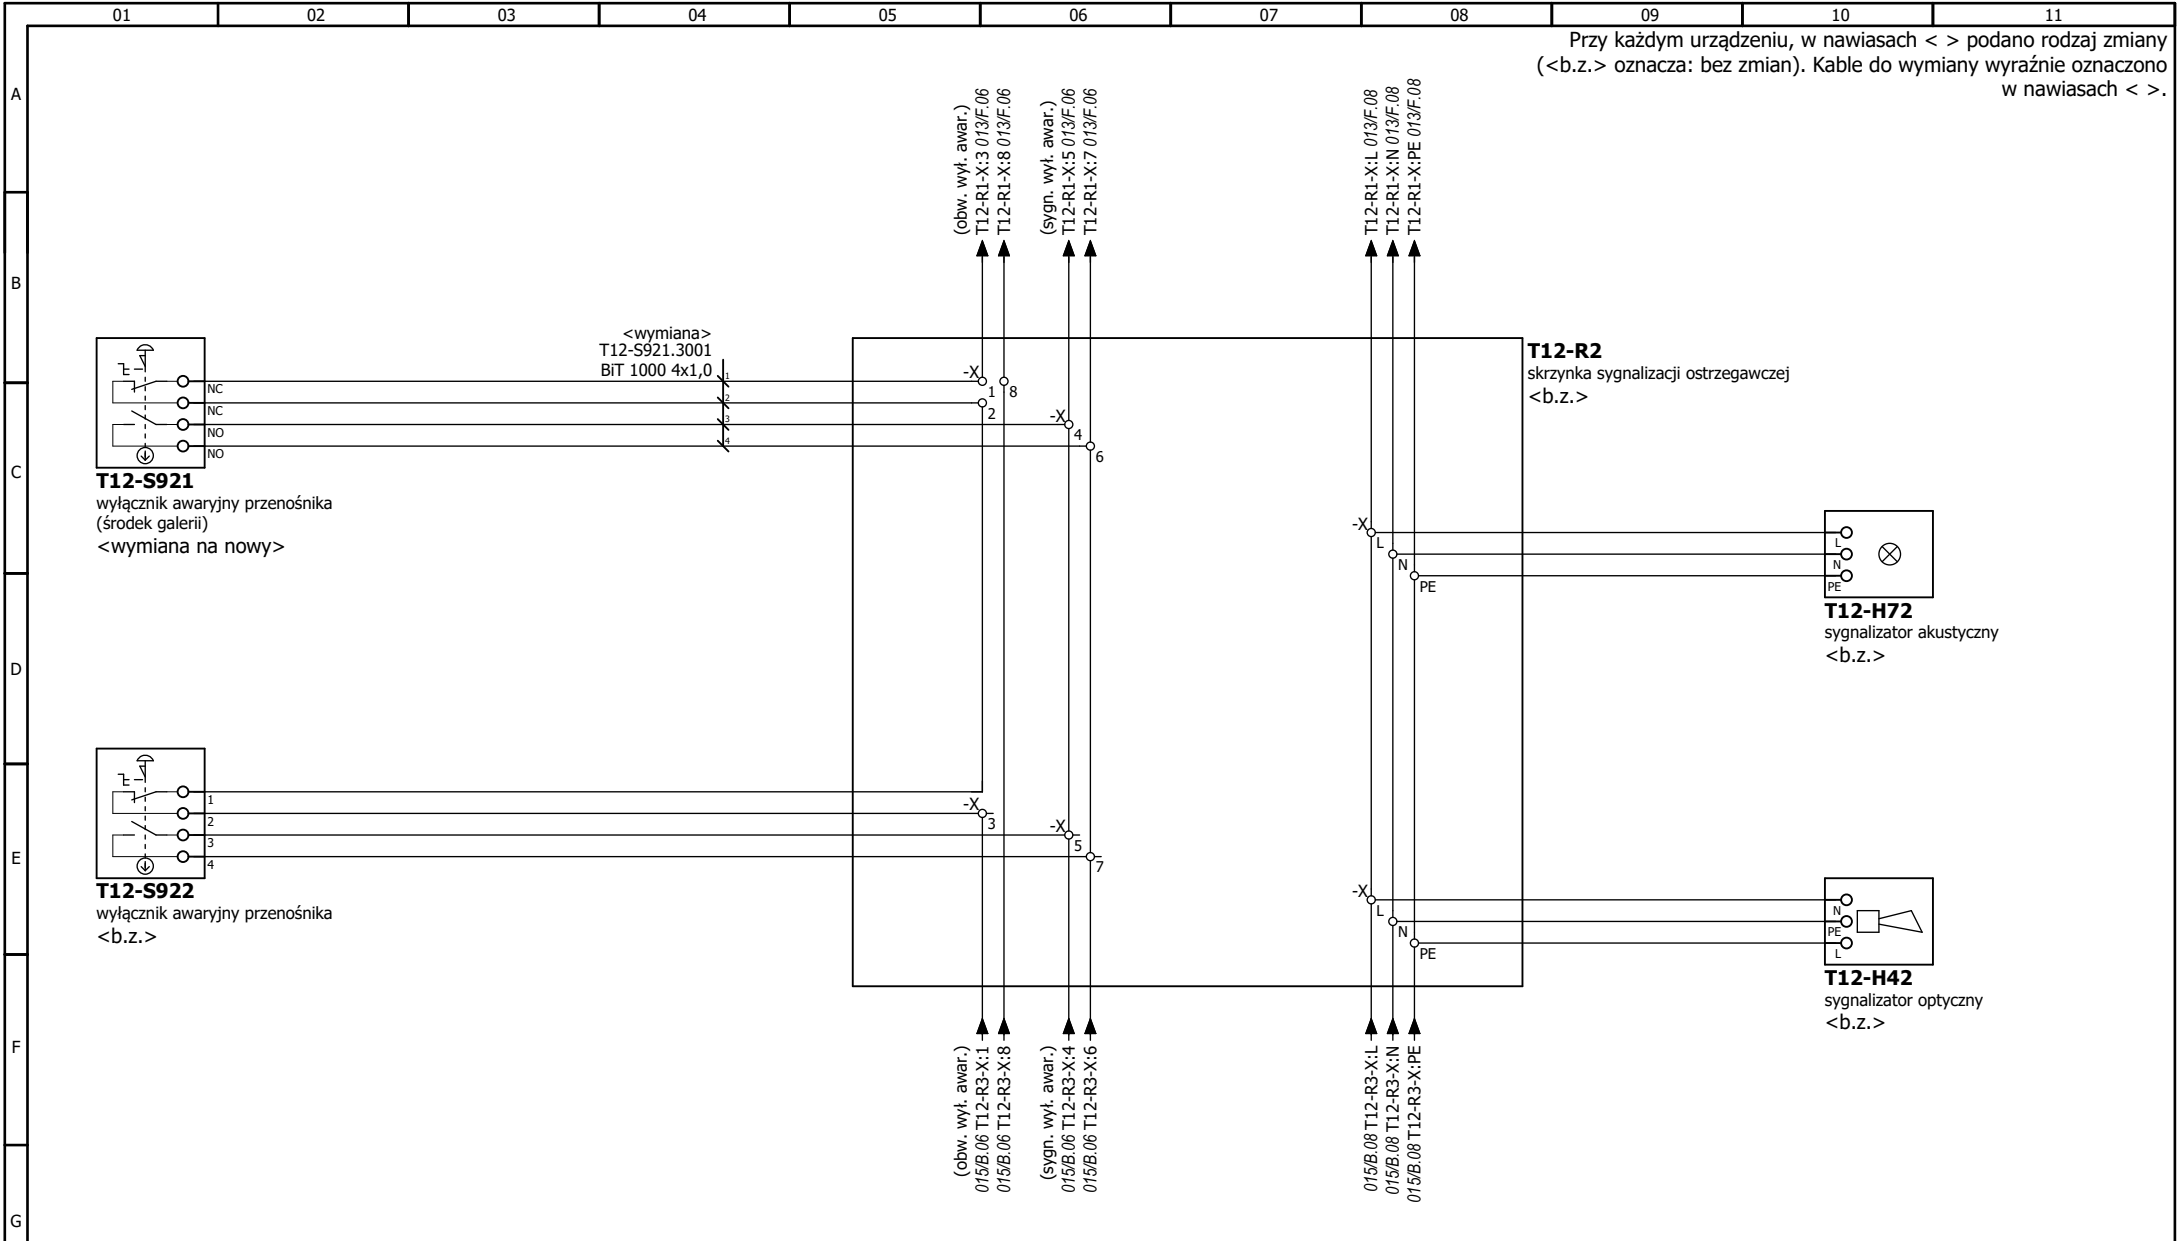 01 02 03 04 05 06 07 08 09 10 11
Przy każdym urządzeniu, w nawiasach < > podano rodzaj zmiany
(<b.z.> oznacza: bez zmian). Kable do wymiany wyraźnie oznaczono
w nawiasach < >.
A
B
C
D
E
F
G
(obw. wył. awar.)
T12-R1-X:3 013/F.06
T12-R1-X:8 013/F.06
(sygn. wył. awar.)
T12-R1-X:5 013/F.06
T12-R1-X:7 013/F.06
T12-R1-X:L 013/F.08
T12-R1-X:N 013/F.08
T12-R1-X:PE 013/F.08
<wymiana>
T12-S921.3001
BiT 1000 4x1,0
1
2
3
4
NC
NC
NO
NO
T12-S921
wyłącznik awaryjny przenośnika
(środek galerii)
<wymiana na nowy>
-X
1
8
2
-X
4
6
T12-R2
skrzynka sygnalizacji ostrzegawczej
<b.z.>
-X
L
N
PE
L
N
PE
T12-H72
sygnalizator akustyczny
<b.z.>
1
2
3
4
T12-S922
wyłącznik awaryjny przenośnika
<b.z.>
-X
3
-X
5
7
-X
L
N
PE
N
PE
L
T12-H42
sygnalizator optyczny
<b.z.>
(obw. wył. awar.)
015/B.06 T12-R3-X:1
015/B.06 T12-R3-X:8
(sygn. wył. awar.)
015/B.06 T12-R3-X:4
015/B.06 T12-R3-X:6
015/B.08 T12-R3-X:L
015/B.08 T12-R3-X:N
015/B.08 T12-R3-X:PE